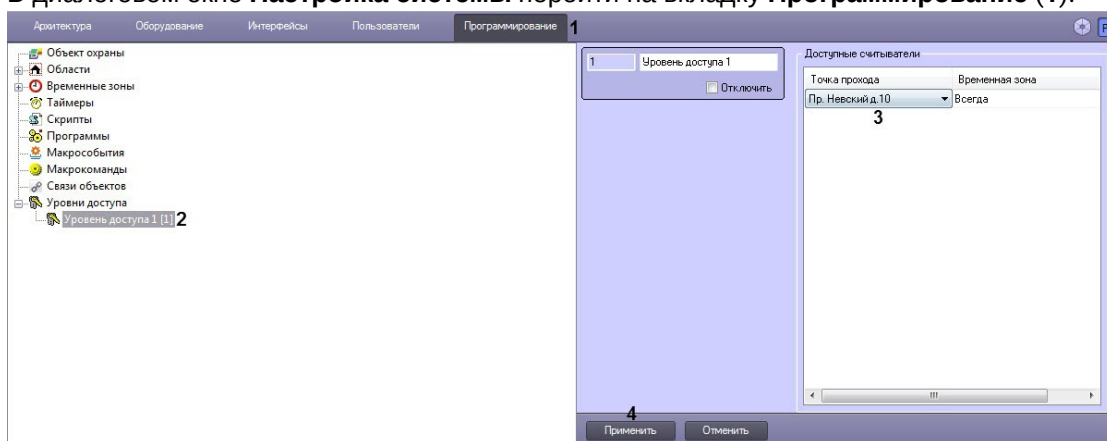 В диалоговом окне Настройка системы перейти на вкладку Программирование (1).
Архитектура Оборудование Интерфейсы Пользователи Программирование 1
Объект охраны
Области
Временные зоны
Таймеры
Скрипты
Программы
Макрособытия
Макрокоманды
Связи объектов
Уровни доступа
Уровень доступа 1 [1] 2
1 Уровень доступа 1
Отключить
Доступные считыватели
Точка прохода Временная зона
Пр. Невский д.10 Всегда
3
4
Применить Отменить